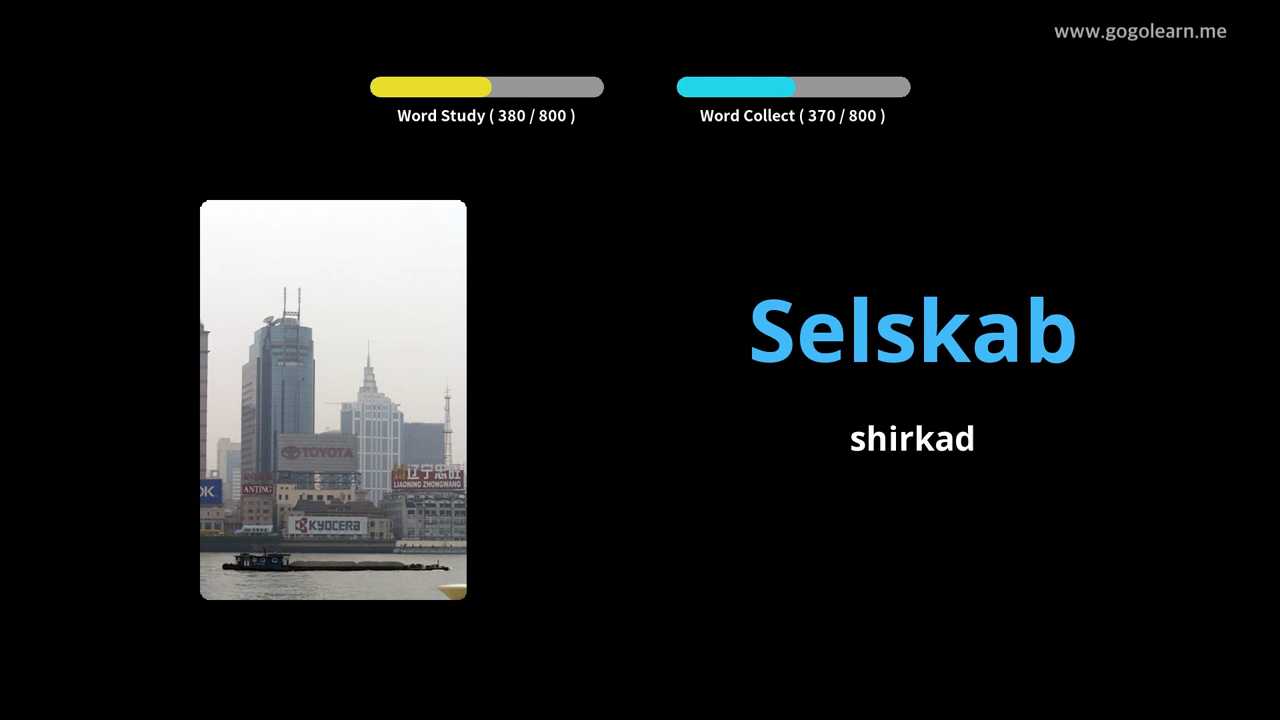 www.gogolearn.me
Word Study ( 380 / 800 )
Word Collect ( 370 / 800 )
Selskab
shirkad
TOYOTA
辽宁忠旺
LIAONING ZHONGWANG
OK
ANTING
KYOCERA